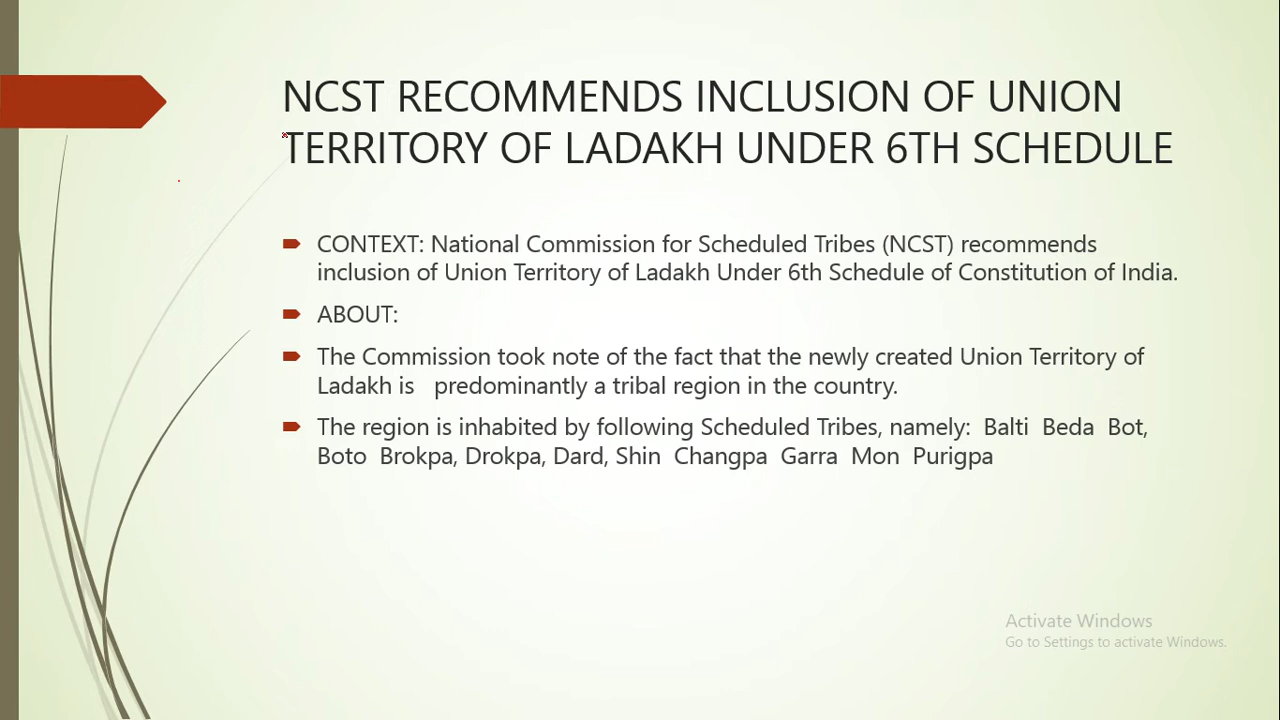 NCST RECOMMENDS INCLUSION OF UNION
TERRITORY OF LADAKH UNDER 6TH SCHEDULE
CONTEXT: National Commission for Scheduled Tribes (NCST) recommends
inclusion of Union Territory of Ladakh Under 6th Schedule of Constitution of India.
ABOUT:
The Commission took note of the fact that the newly created Union Territory of
Ladakh is   predominantly a tribal region in the country.
The region is inhabited by following Scheduled Tribes, namely:  Balti  Beda  Bot,
Boto  Brokpa, Drokpa, Dard, Shin  Changpa  Garra  Mon  Purigpa
Activate Windows
Go to Settings to activate Windows.